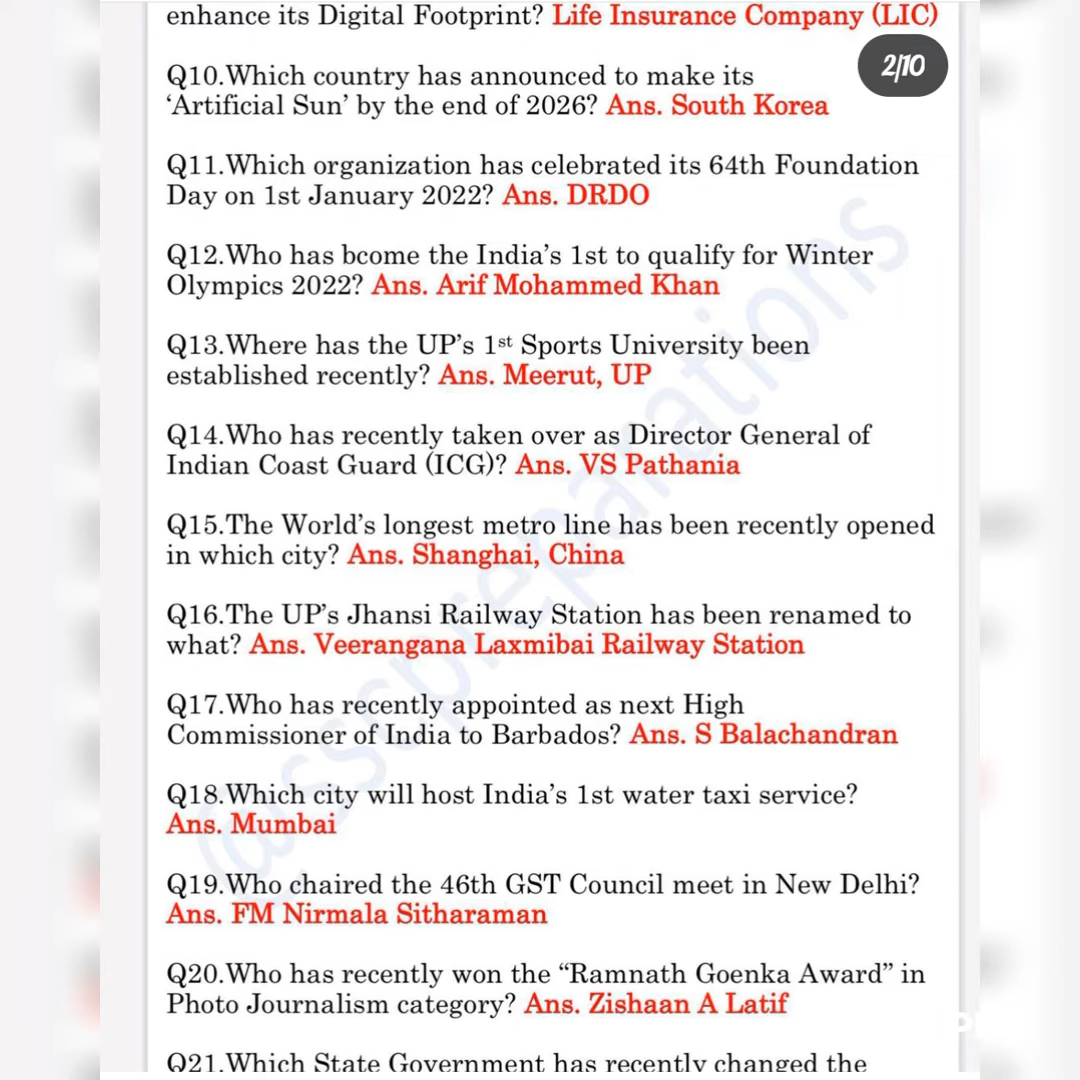 enhance its Digital Footprint? Life Insurance Company (LIC)
2/10
Q10.Which country has announced to make its
‘Artificial Sun’ by the end of 2026? Ans. South Korea
Q11.Which organization has celebrated its 64th Foundation
Day on 1st January 2022? Ans. DRDO
Q12.Who has bcome the India’s 1st to qualify for Winter
Olympics 2022? Ans. Arif Mohammed Khan
Q13.Where has the UP’s 1st Sports University been
established recently? Ans. Meerut, UP
Q14.Who has recently taken over as Director General of
Indian Coast Guard (ICG)? Ans. VS Pathania
Q15.The World’s longest metro line has been recently opened
in which city? Ans. Shanghai, China
Q16.The UP’s Jhansi Railway Station has been renamed to
what? Ans. Veerangana Laxmibai Railway Station
Q17.Who has recently appointed as next High
Commissioner of India to Barbados? Ans. S Balachandran
Q18.Which city will host India’s 1st water taxi service?
Ans. Mumbai
Q19.Who chaired the 46th GST Council meet in New Delhi?
Ans. FM Nirmala Sitharaman
Q20.Who has recently won the “Ramnath Goenka Award” in
Photo Journalism category? Ans. Zishaan A Latif
Q21.Which State Government has recently changed the
@sscpreparations